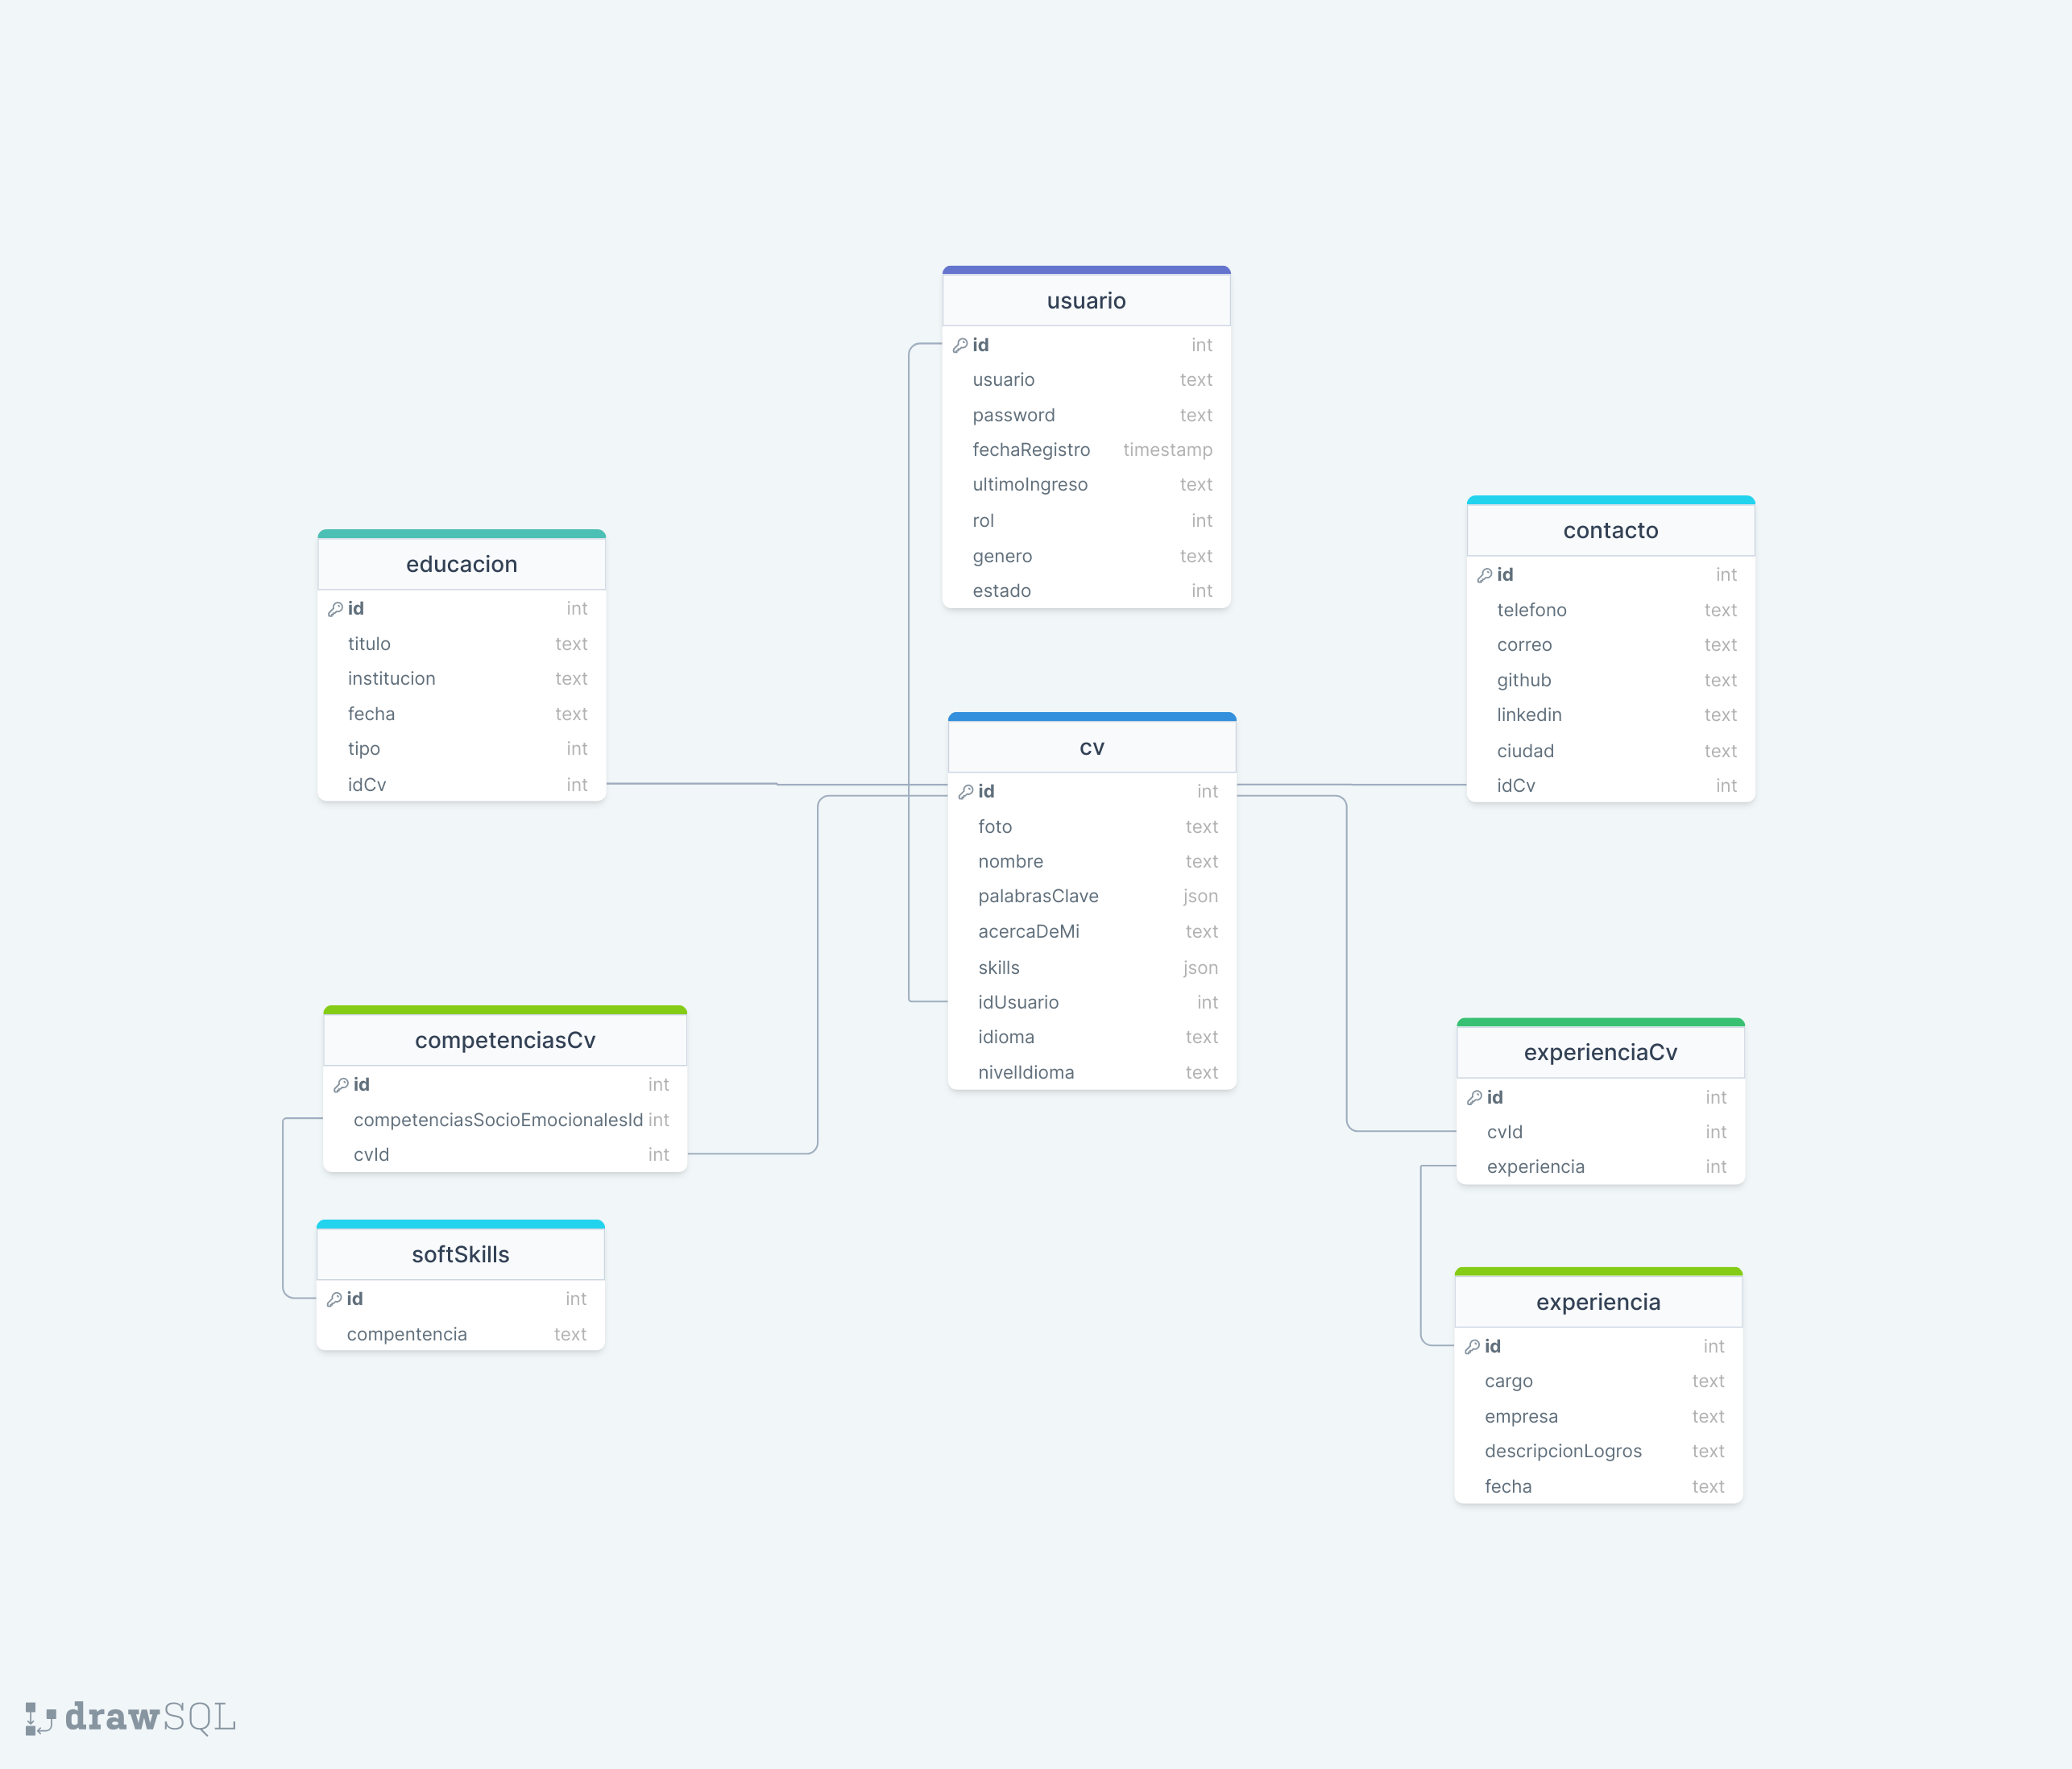 usuario
id int
usuario text
password text
fechaRegistro timestamp
ultimoIngreso text
rol int
genero text
estado int
educacion
id int
titulo text
institucion text
fecha text
tipo int
idCv int
contacto
id int
telefono text
correo text
github text
linkedin text
ciudad text
idCv int
cv
id int
foto text
nombre text
palabrasClave json
acercaDeMi text
skills json
idUsuario int
idioma text
nivelIdioma text
competenciasCv
id int
competenciasSocioEmocionalesId int
cvId int
softSkills
id int
compentencia text
experienciaCv
id int
cvId int
experiencia int
experiencia
id int
cargo text
empresa text
descripcionLogros text
fecha text
drawSQL